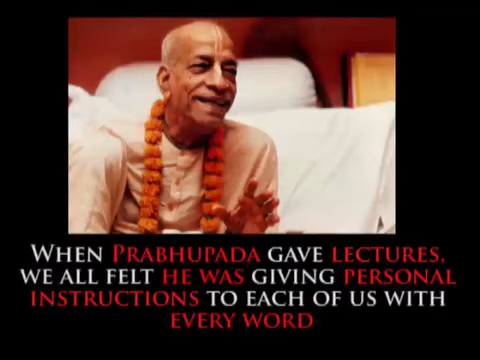 When Prabhupada gave lectures,
we all felt he was giving personal
instructions to each of us with
every word